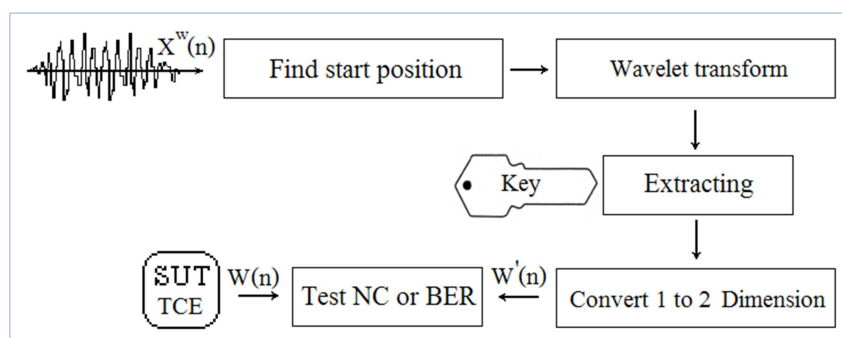 X^w(n)
Find start position
Wavelet transform
Key
Extracting
SUT
TCE
W(n)
Test NC or BER
W'(n)
Convert 1 to 2 Dimension